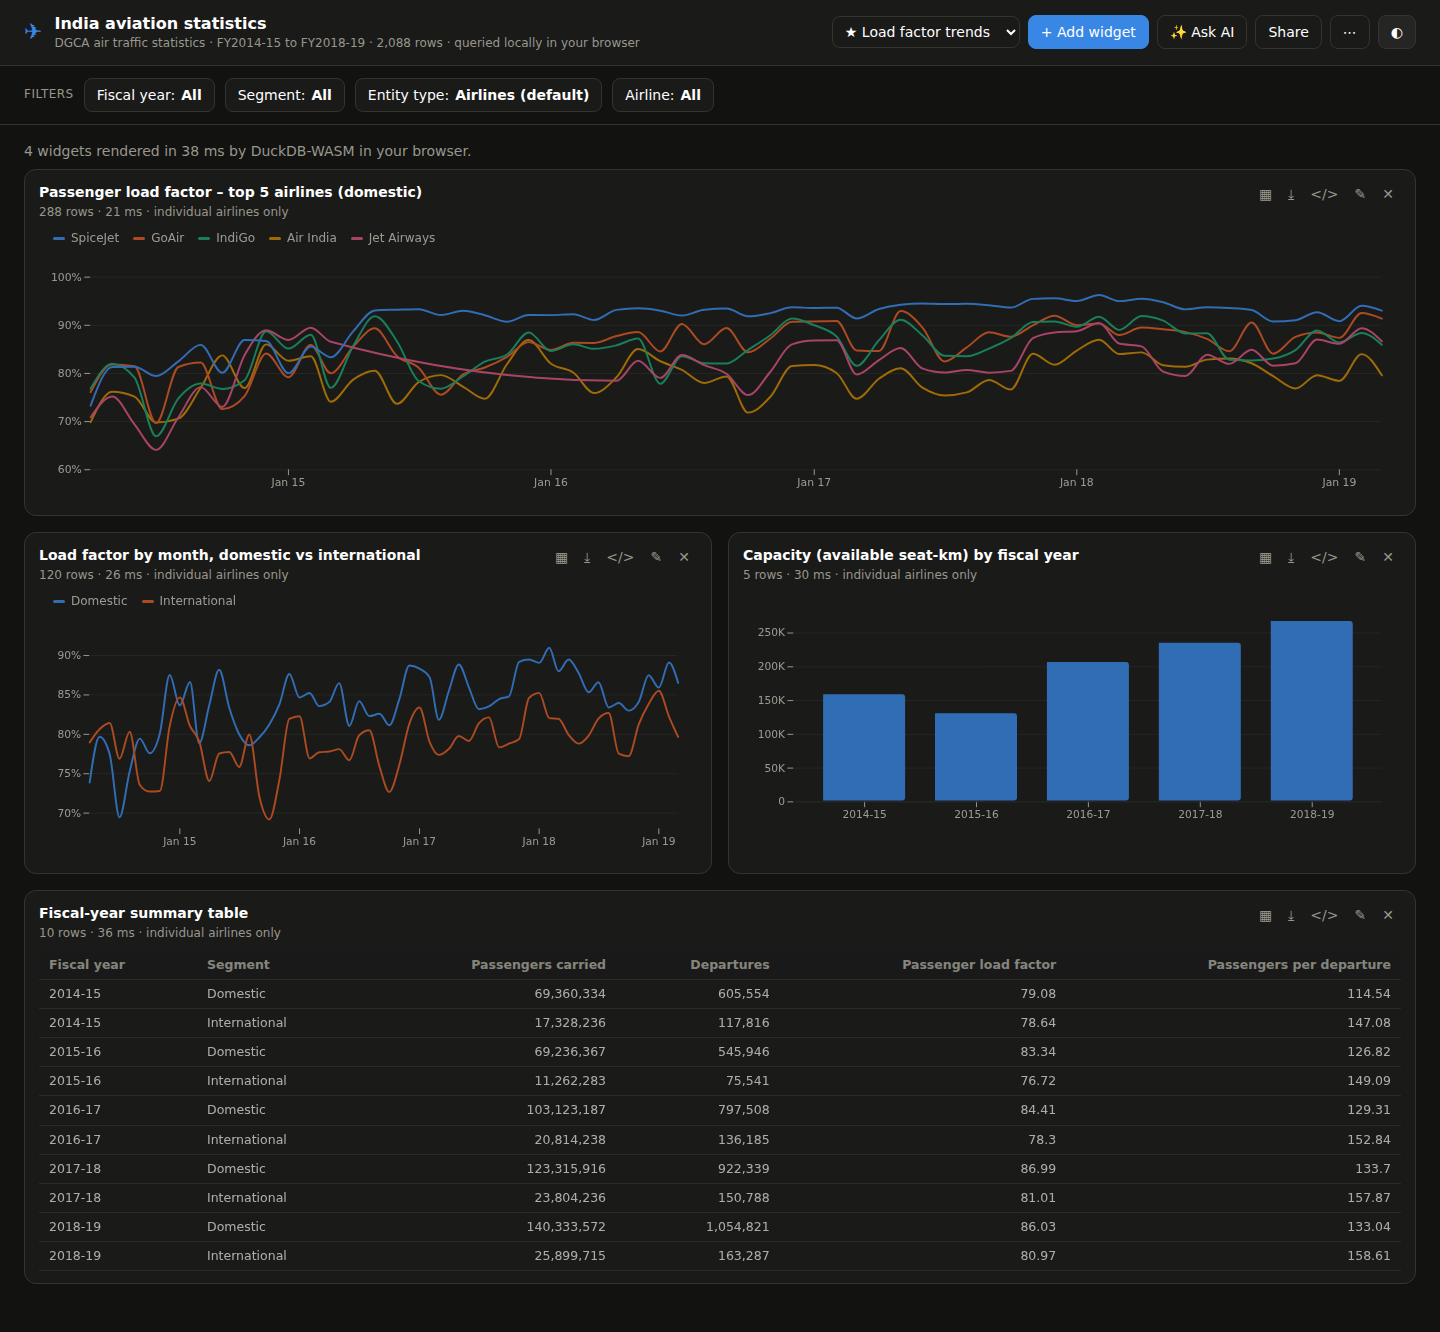 ✈ India aviation statistics
DGCA air traffic statistics · FY2014-15 to FY2018-19 · 2,088 rows · queried locally in your browser
★ Load factor trends + Add widget ✨ Ask AI Share ⋯ ◐
FILTERS Fiscal year: All Segment: All Entity type: Airlines (default) Airline: All
4 widgets rendered in 38 ms by DuckDB-WASM in your browser.
Passenger load factor – top 5 airlines (domestic)
▦ ⤓ </> ✎ ✕
288 rows · 21 ms · individual airlines only
SpiceJet GoAir IndiGo Air India Jet Airways
100%
90%
80%
70%
60%
Jan 15 Jan 16 Jan 17 Jan 18 Jan 19
Load factor by month, domestic vs international
▦ ⤓ </> ✎ ✕
120 rows · 26 ms · individual airlines only
Domestic International
90%
85%
80%
75%
70%
Jan 15 Jan 16 Jan 17 Jan 18 Jan 19
Capacity (available seat-km) by fiscal year
▦ ⤓ </> ✎ ✕
5 rows · 30 ms · individual airlines only
250K
200K
150K
100K
50K
0
2014-15 2015-16 2016-17 2017-18 2018-19
Fiscal-year summary table
▦ ⤓ </> ✎ ✕
10 rows · 36 ms · individual airlines only
Fiscal year Segment Passengers carried Departures Passenger load factor Passengers per departure
2014-15 Domestic 69,360,334 605,554 79.08 114.54
2014-15 International 17,328,236 117,816 78.64 147.08
2015-16 Domestic 69,236,367 545,946 83.34 126.82
2015-16 International 11,262,283 75,541 76.72 149.09
2016-17 Domestic 103,123,187 797,508 84.41 129.31
2016-17 International 20,814,238 136,185 78.3 152.84
2017-18 Domestic 123,315,916 922,339 86.99 133.7
2017-18 International 23,804,236 150,788 81.01 157.87
2018-19 Domestic 140,333,572 1,054,821 86.03 133.04
2018-19 International 25,899,715 163,287 80.97 158.61